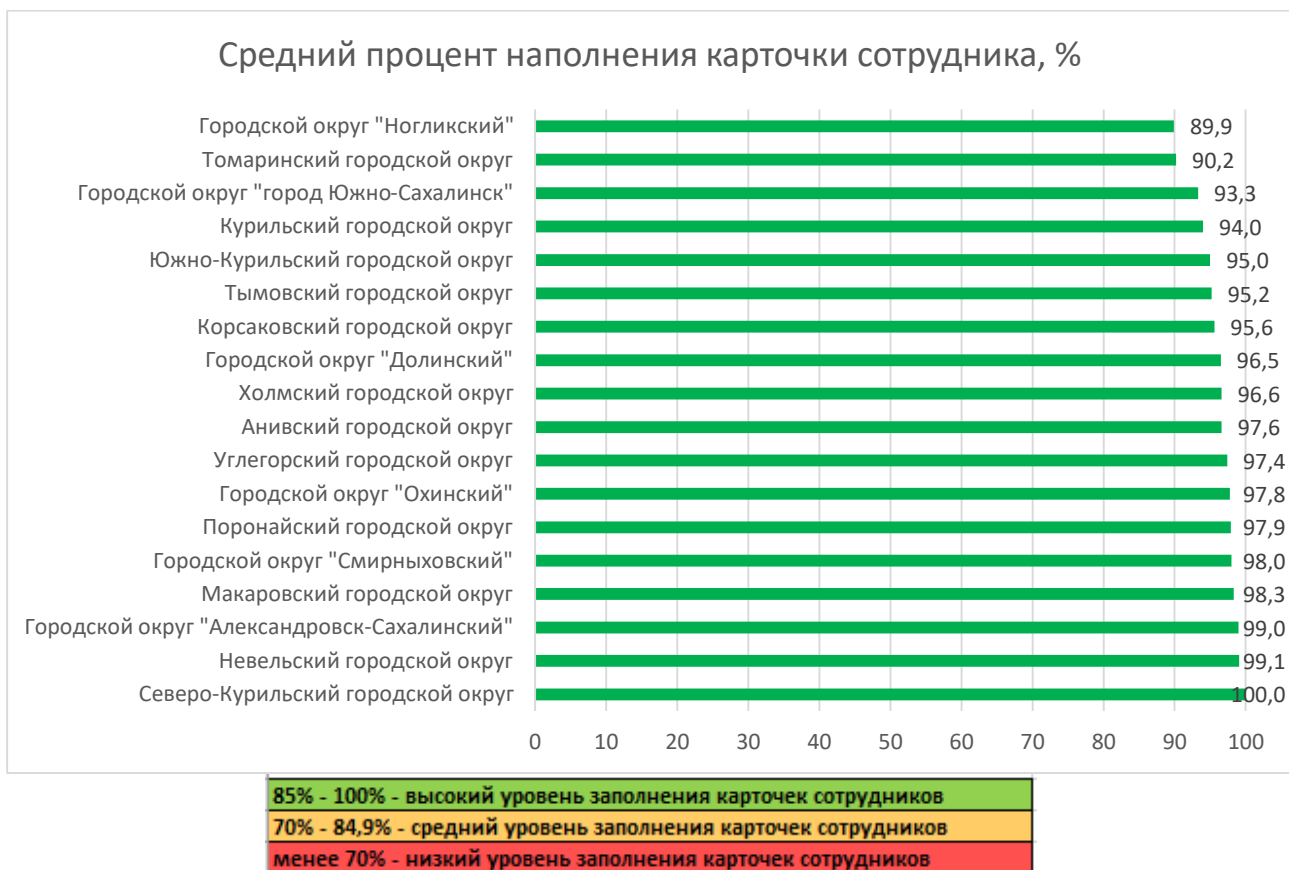 Средний процент наполнения карточки сотрудника, %
Городской округ "Ногликский" 89,9
Томаринский городской округ 90,2
Городской округ "город Южно-Сахалинск" 93,3
Курильский городской округ 94,0
Южно-Курильский городской округ 95,0
Тымовский городской округ 95,2
Корсаковский городской округ 95,6
Городской округ "Долинский" 96,5
Холмский городской округ 96,6
Анивский городской округ 97,6
Углегорский городской округ 97,4
Городской округ "Охинский" 97,8
Поронайский городской округ 97,9
Городской округ "Смирныховский" 98,0
Макаровский городской округ 98,3
Городской округ "Александровск-Сахалинский" 99,0
Невельский городской округ 99,1
Северо-Курильский городской округ 100,0
0 10 20 30 40 50 60 70 80 90 100
85% - 100% - высокий уровень заполнения карточек сотрудников
70% - 84,9% - средний уровень заполнения карточек сотрудников
менее 70% - низкий уровень заполнения карточек сотрудников